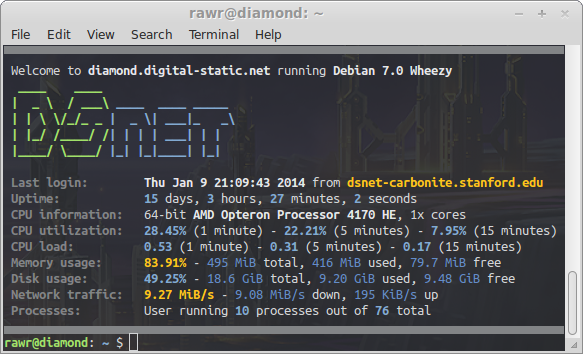 rawr@diamond: ~
File Edit View Search Terminal Help
Welcome to diamond.digital-static.net running Debian 7.0 Wheezy
Last login: Thu Jan 9 21:09:43 2014 from dsnet-carbonite.stanford.edu
Uptime: 15 days, 3 hours, 27 minutes, 2 seconds
CPU information: 64-bit AMD Opteron Processor 4170 HE, 1x cores
CPU utilization: 28.45% (1 minute) - 22.21% (5 minutes) - 7.95% (15 minutes)
CPU load: 0.53 (1 minute) - 0.31 (5 minutes) - 0.17 (15 minutes)
Memory usage: 83.91% - 495 MiB total, 416 MiB used, 79.7 MiB free
Disk usage: 49.25% - 18.6 GiB total, 9.20 GiB used, 9.48 GiB free
Network traffic: 9.27 MiB/s - 9.08 MiB/s down, 195 KiB/s up
Processes: User running 10 processes out of 76 total
rawr@diamond: ~ $